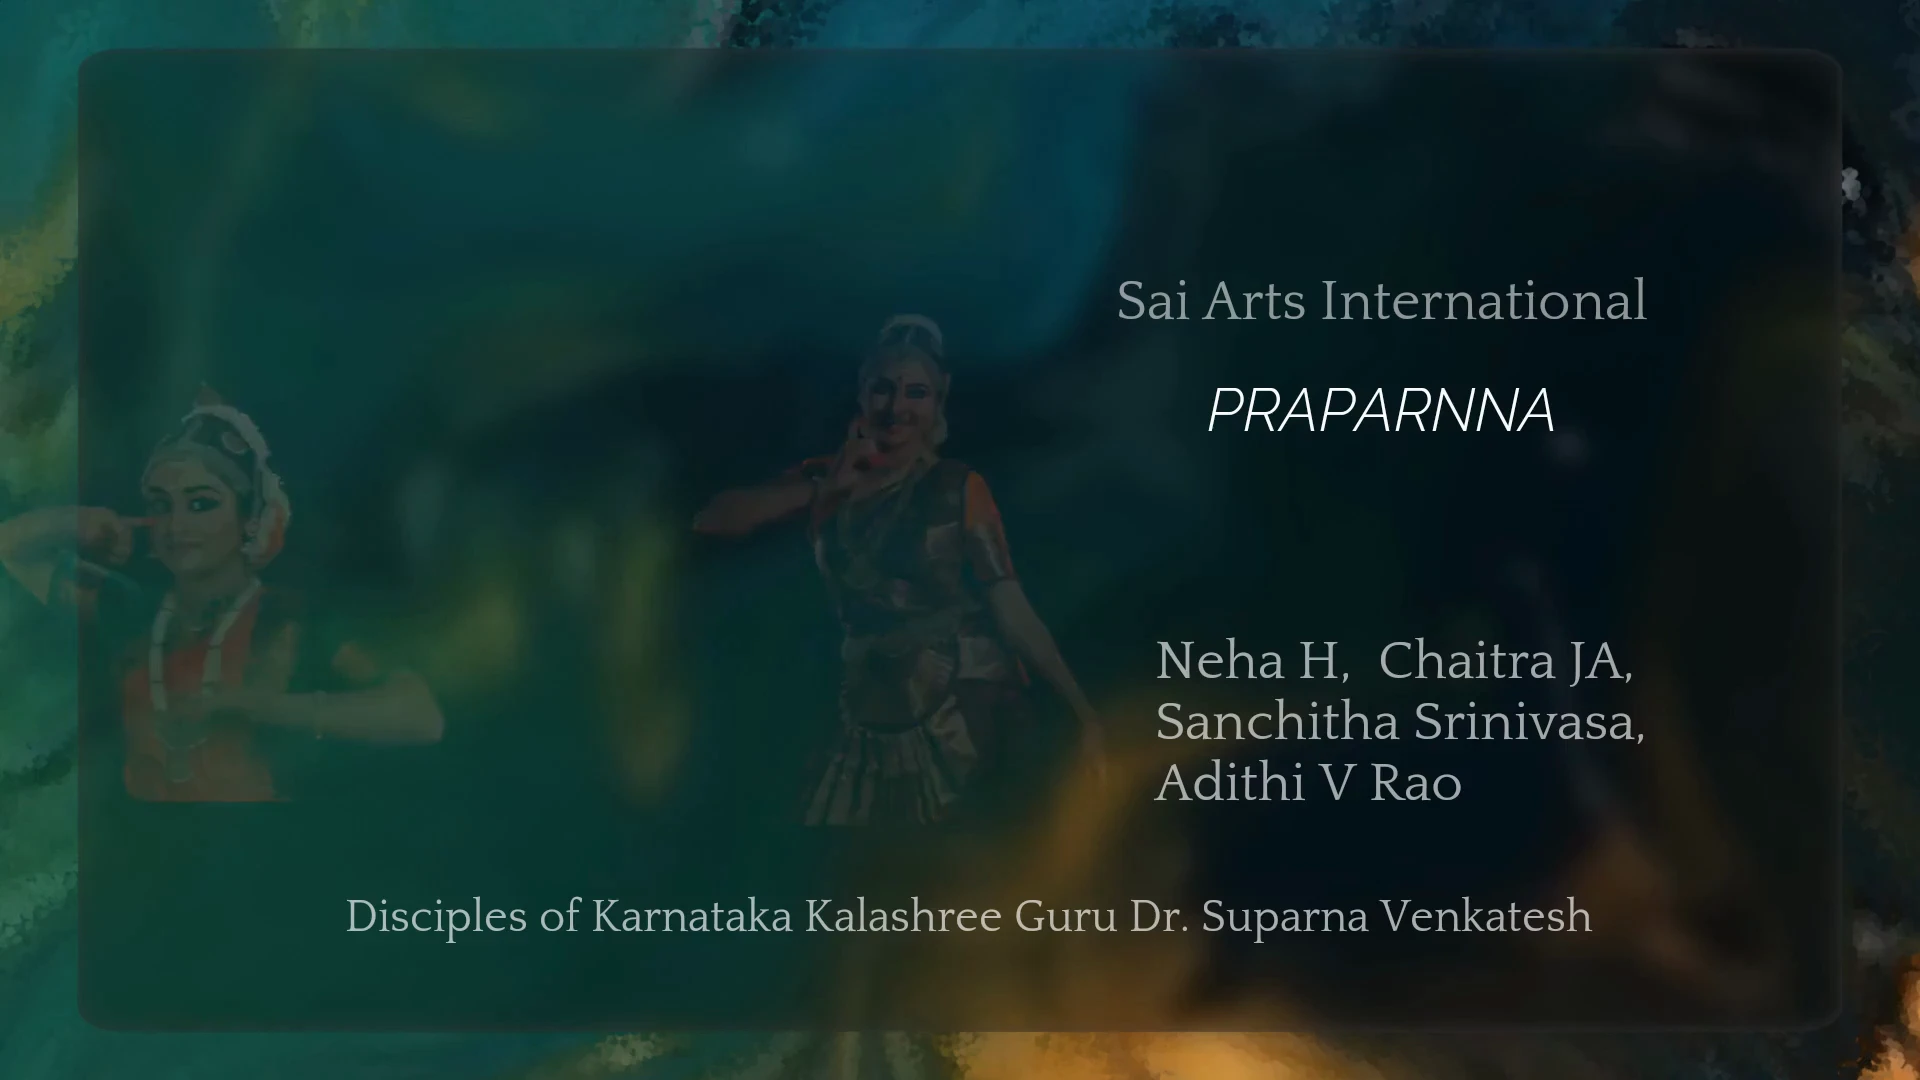 Sai Arts International
PRAPARNNA
Neha H,  Chaitra JA,
Sanchitha Srinivasa,
Adithi V Rao
Disciples of Karnataka Kalashree Guru Dr. Suparna Venkatesh